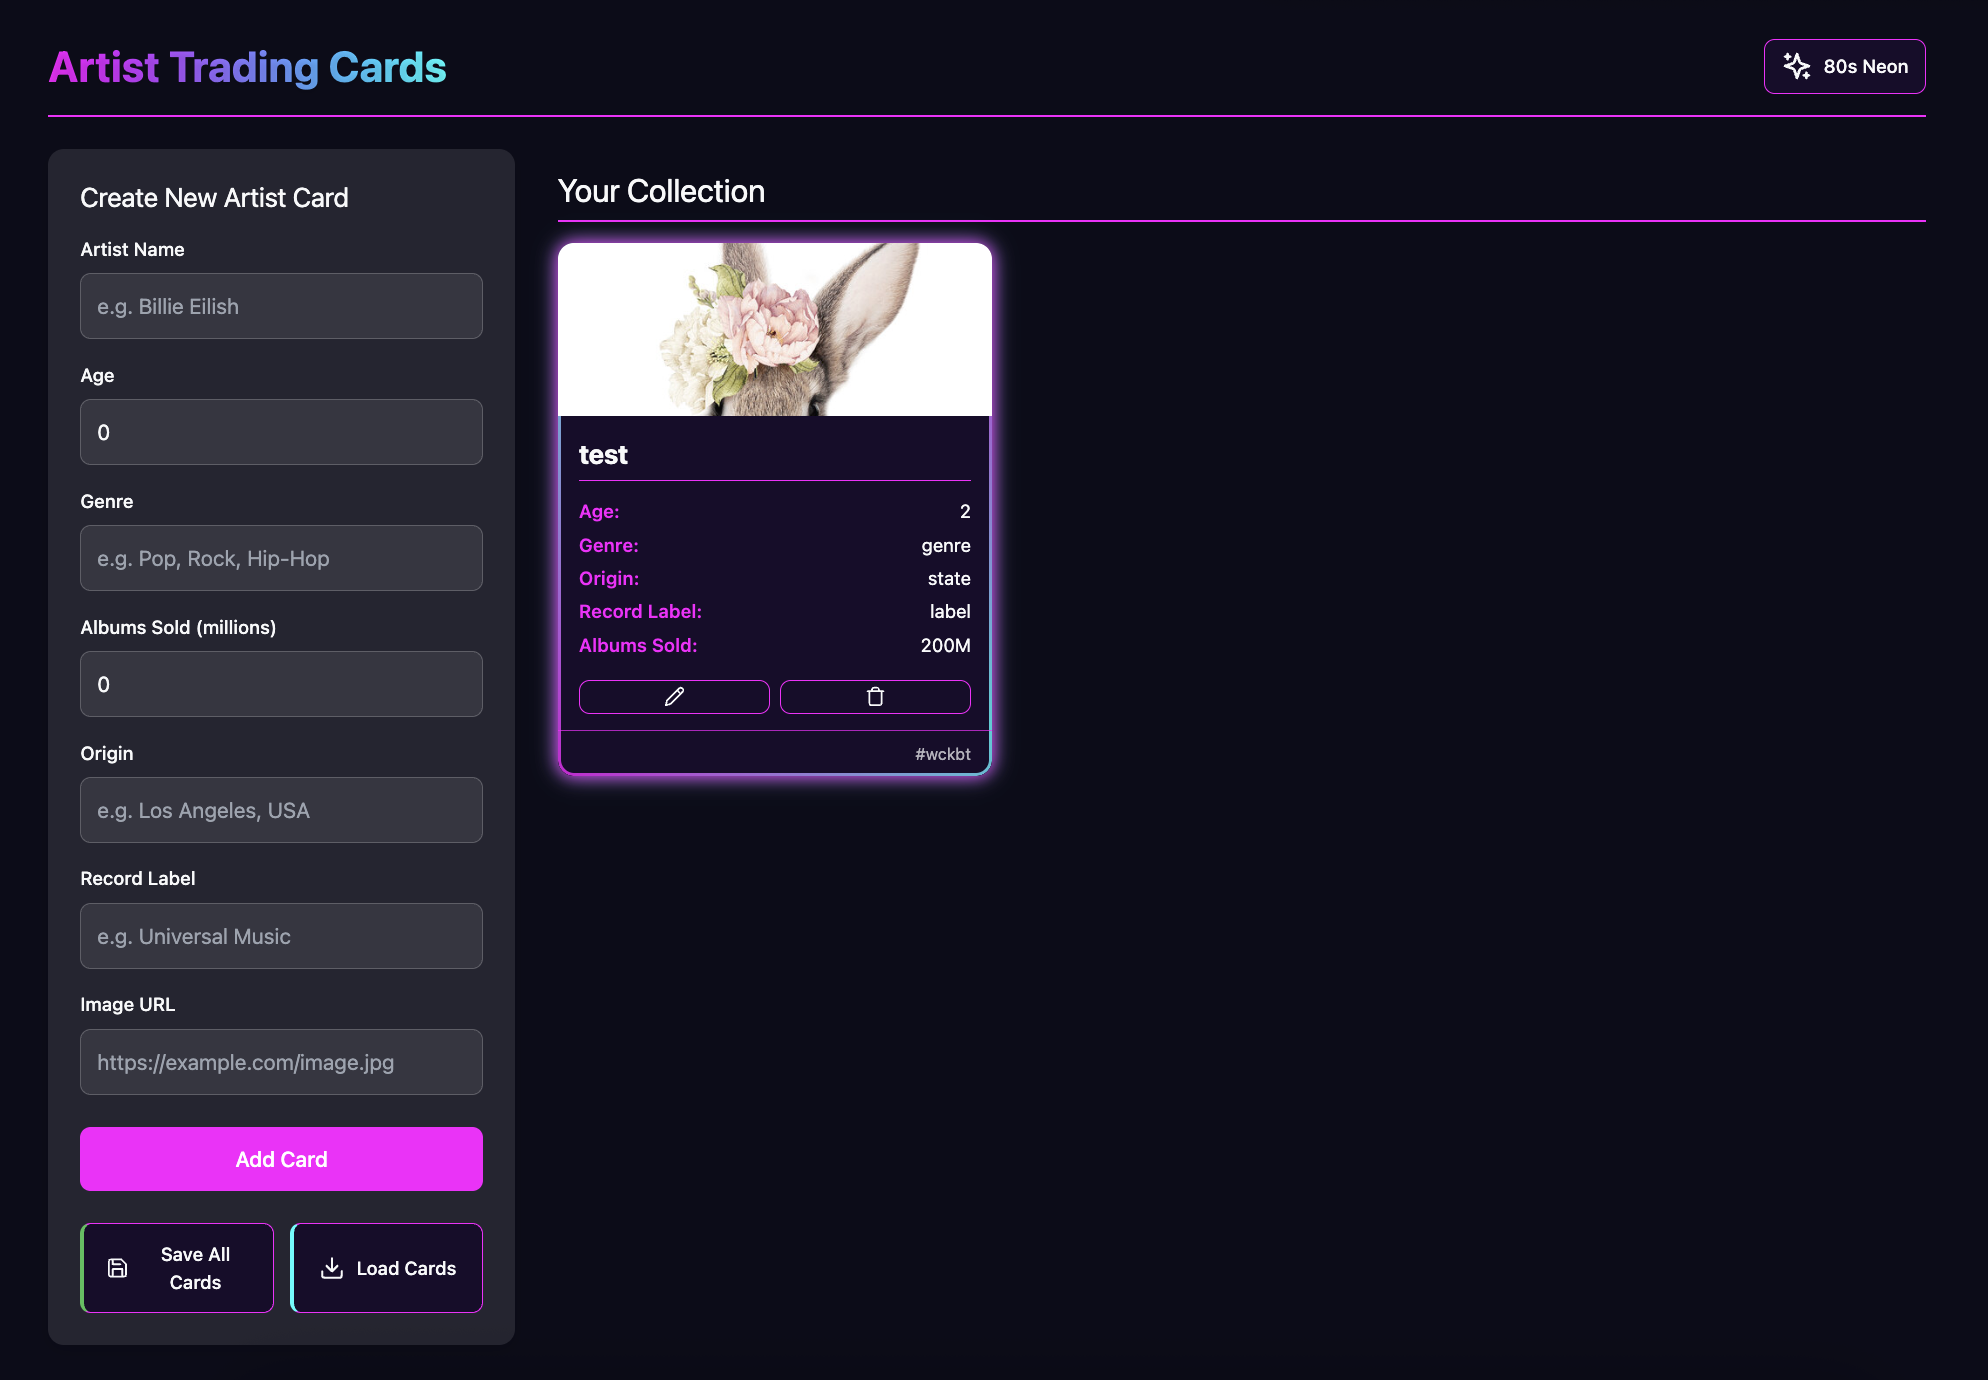 Artist Trading Cards
80s Neon
Create New Artist Card
Artist Name
e.g. Billie Eilish
Age
0
Genre
e.g. Pop, Rock, Hip-Hop
Albums Sold (millions)
0
Origin
e.g. Los Angeles, USA
Record Label
e.g. Universal Music
Image URL
https://example.com/image.jpg
Add Card
Save All
Cards
Load Cards
Your Collection
test
Age: 2
Genre: genre
Origin: state
Record Label: label
Albums Sold: 200M
#wckbt